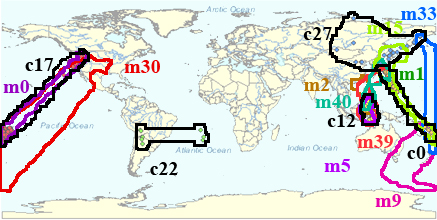 Arctic Ocean
m33
c27
m3
c17
m30
m0
m2
m1
m40
c12
Pacific Ocean
Atlantic Ocean
Indian Ocean
m39
c0
c22
m5
m9